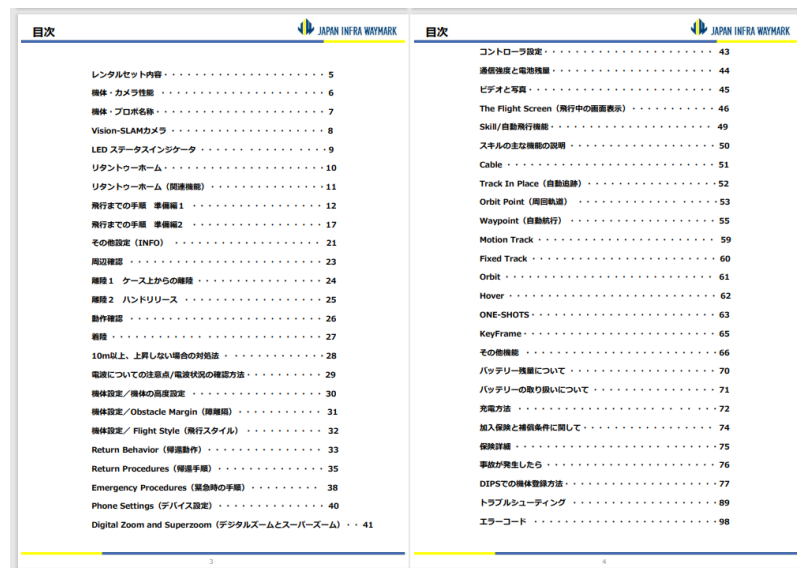 目次
JAPAN INFRA WAYMARK
レンタルセット内容・・・・・・・・・・・・・・・・・・・・・5
機体・カメラ性能 ・・・・・・・・・・・・・・・・・・・・・6
機体・プロポ名称・・・・・・・・・・・・・・・・・・・・・7
Vision-SLAMカメラ ・・・・・・・・・・・・・・・・・・・・8
LED ステータスインジケータ ・・・・・・・・・・・・・・・・9
リタントゥーホーム・・・・・・・・・・・・・・・・・・・・・10
リタントゥーホーム（関連機能）・・・・・・・・・・・・・・・11
飛行までの手順 準備編１ ・・・・・・・・・・・・・・・・・12
飛行までの手順 準備編2 ・・・・・・・・・・・・・・・・・17
その他設定（INFO） ・・・・・・・・・・・・・・・・・・・21
周辺確認 ・・・・・・・・・・・・・・・・・・・・・・・・23
離陸１ ケース上からの離陸 ・・・・・・・・・・・・・・・・24
離陸２ ハンドリリース ・・・・・・・・・・・・・・・・・・25
動作確認 ・・・・・・・・・・・・・・・・・・・・・・・・26
着陸 ・・・・・・・・・・・・・・・・・・・・・・・・・・27
10m以上、上昇しない場合の対処法 ・・・・・・・・・・・・・28
電波についての注意点/電波状況の確認方法・・・・・・・・・・29
機体設定／機体の高度設定 ・・・・・・・・・・・・・・・・・30
機体設定／Obstacle Margin（障離隔）・・・・・・・・・・・31
機体設定／ Flight Style（飛行スタイル） ・・・・・・・・・・32
Return Behavior（帰還動作） ・・・・・・・・・・・・・・・33
Return Procedures（帰還手順） ・・・・・・・・・・・・・・35
Emergency Procedures（緊急時の手順） ・・・・・・・・・38
Phone Settings（デバイス設定） ・・・・・・・・・・・・・・40
Digital Zoom and Superzoom（デジタルズームとスーパーズーム）・・41
3
目次
JAPAN INFRA WAYMARK
コントローラ設定・・・・・・・・・・・・・・・・・・・・・・43
通信強度と電池残量・・・・・・・・・・・・・・・・・・・・・44
ビデオと写真・・・・・・・・・・・・・・・・・・・・・・・・45
The Flight Screen（飛行中の画面表示） ・・・・・・・・・・・46
Skill/自動飛行機能・・・・・・・・・・・・・・・・・・・・・49
スキルの主な機能の説明 ・・・・・・・・・・・・・・・・・・・50
Cable ・・・・・・・・・・・・・・・・・・・・・・・・・・51
Track In Place（自動追跡）・・・・・・・・・・・・・・・・・52
Orbit Point（周回軌道） ・・・・・・・・・・・・・・・・・・53
Waypoint（自動航行） ・・・・・・・・・・・・・・・・・・・55
Motion Track ・・・・・・・・・・・・・・・・・・・・・・・59
Fixed Track ・・・・・・・・・・・・・・・・・・・・・・・・60
Orbit ・・・・・・・・・・・・・・・・・・・・・・・・・・・61
Hover ・・・・・・・・・・・・・・・・・・・・・・・・・・・62
ONE-SHOTS・・・・・・・・・・・・・・・・・・・・・・・・63
KeyFrame・・・・・・・・・・・・・・・・・・・・・・・・・65
その他機能 ・・・・・・・・・・・・・・・・・・・・・・・・・66
バッテリー残量について ・・・・・・・・・・・・・・・・・・・70
バッテリーの取り扱いについて ・・・・・・・・・・・・・・・・71
充電方法 ・・・・・・・・・・・・・・・・・・・・・・・・・・72
加入保険と補償条件に関して・・・・・・・・・・・・・・・・・・74
保険詳細 ・・・・・・・・・・・・・・・・・・・・・・・・・・75
事故が発生したら ・・・・・・・・・・・・・・・・・・・・・・76
DIPSでの機体登録方法・・・・・・・・・・・・・・・・・・・・77
トラブルシューティング ・・・・・・・・・・・・・・・・・・・89
エラーコード ・・・・・・・・・・・・・・・・・・・・・・・・98
4